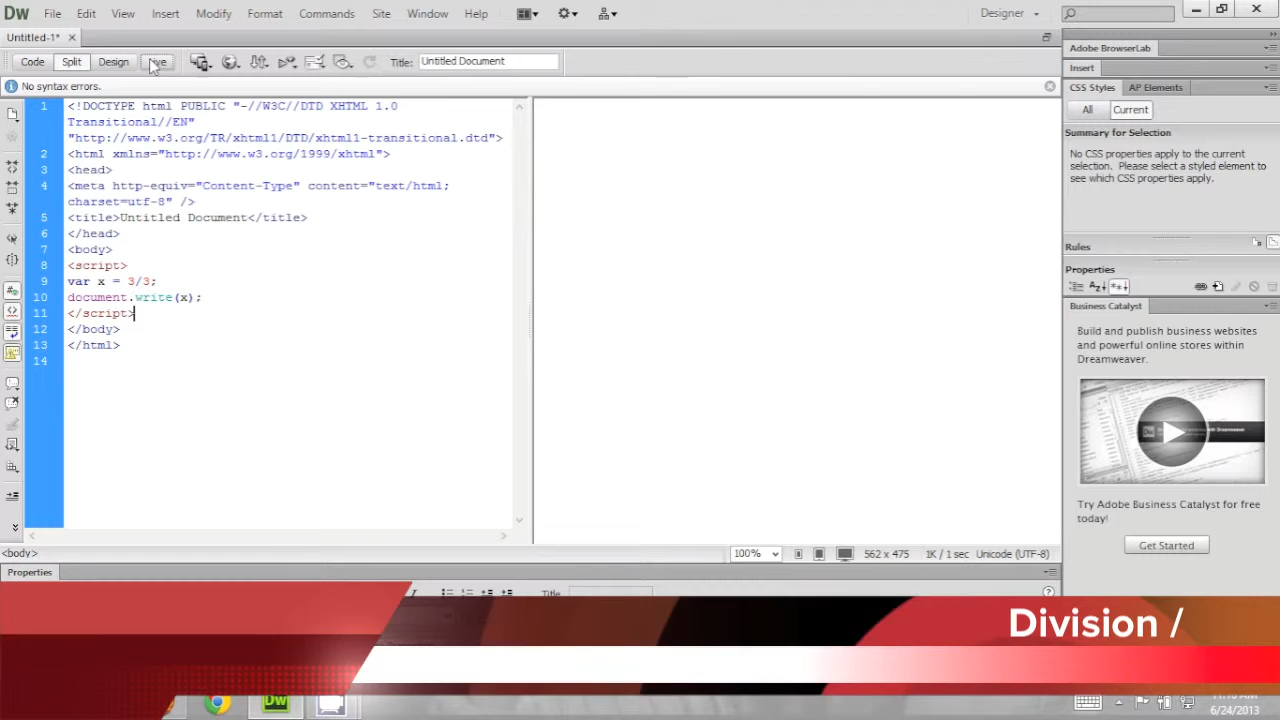 Dw File Edit View Insert Modify Format Commands Site Window Help Designer
Untitled-1*
Code Split Design Title: Untitled Document
No syntax errors.
1 <!DOCTYPE html PUBLIC "-//W3C//DTD XHTML 1.0
Transitional//EN"
"http://www.w3.org/TR/xhtml1/DTD/xhtml1-transitional.dtd">
2 <html xmlns="http://www.w3.org/1999/xhtml">
3 <head>
4 <meta http-equiv="Content-Type" content="text/html;
charset=utf-8" />
5 <title>Untitled Document</title>
6 </head>
7 <body>
8 <script>
9 var x = 3/3;
10 document.write(x);
11 </script>
12 </body>
13 </html>
14
<body>
100% 562 x 475 1K / 1 sec Unicode (UTF-8)
Properties
Title
Adobe BrowserLab
Insert
CSS Styles AP Elements
All Current
Summary for Selection
No CSS properties apply to the current
selection. Please select a styled element to
see which CSS properties apply.
Rules
Properties
Business Catalyst
Build and publish business websites
and powerful online stores within
Dreamweaver.
Try Adobe Business Catalyst for free
today!
Get Started
Division /
Dw
6/24/2013